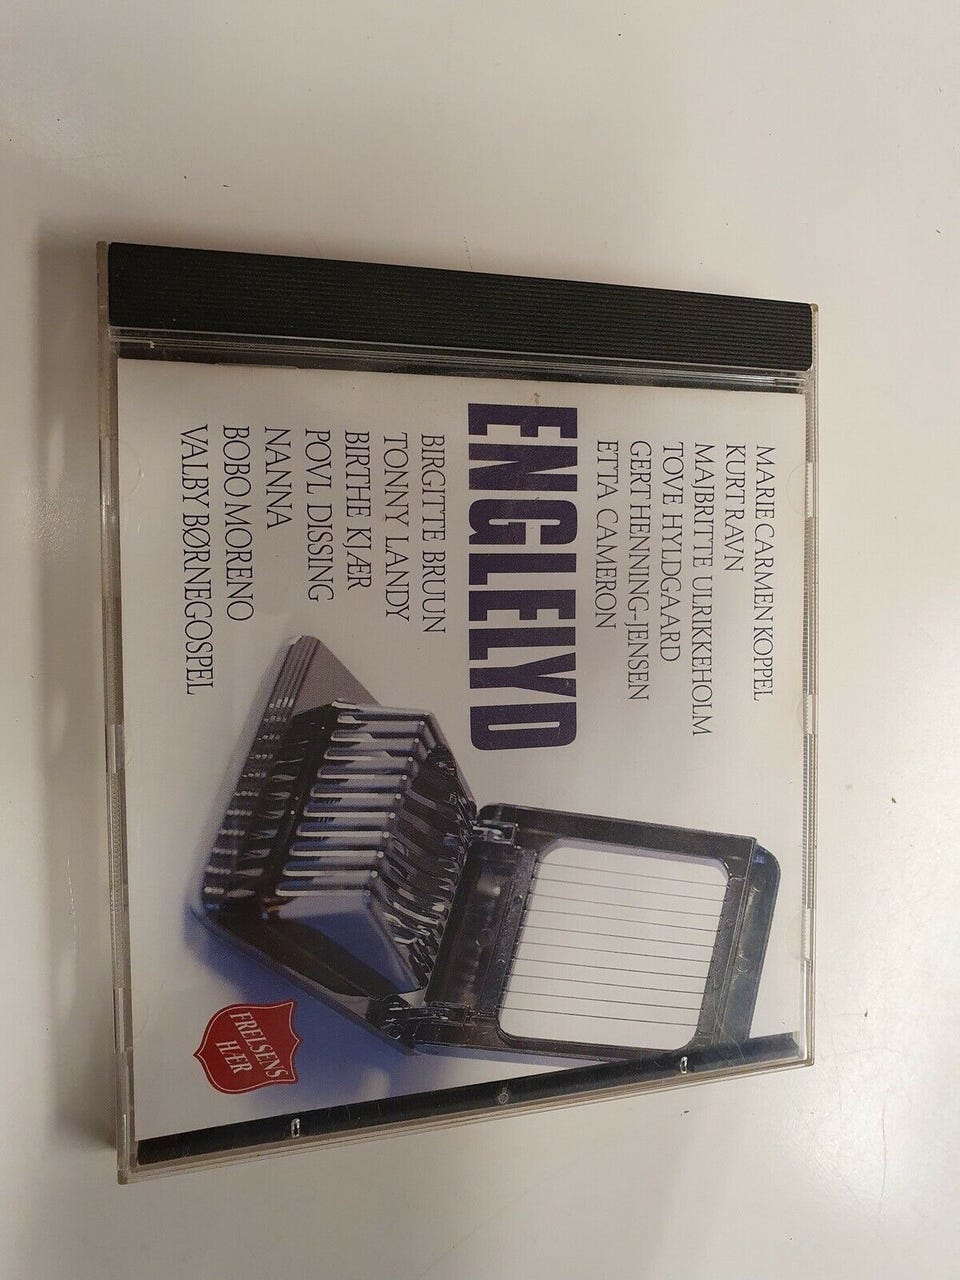 MARIE CARMEN KOPPEL
KURT RAVN
MAJBRITTE ULRIKKEHOLM
TOVE HYLDGAARD
GERT HENNING-JENSEN
ETTA CAMERON
ENGLELYD
BIRGITTE BRUUN
TONNY LANDY
BIRTHE KJÆR
POVL DISSING
NANNA
BOBO MORENO
VALBY BØRNEGOSPEL
FRELSENS
HÆR